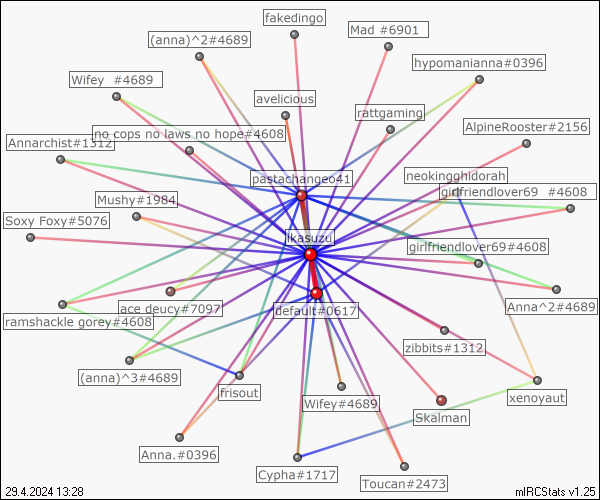 fakedingo
Mad #6901
(anna)^2#4689
hypomanianna#0396
Wifey  #4689
avelicious
rattgaming
AlpineRooster#2156
no cops no laws no hope#4608
Annarchist#1312
pastachangeo41
neokingghidorah
girlfriendlover69  #4608
Mushy#1984
Soxy Foxy#5076
ikasuzu
girlfriendlover69#4608
ace deucy#7097
default#0617
Anna^2#4689
ramshackle gorey#4608
zibbits#1312
(anna)^3#4689
frisout
Wifey#4689
xenoyaut
Skalman
Anna.#0396
Cypha#1717
Toucan#2473
29.4.2024 13:28
mIRCStats v1.25